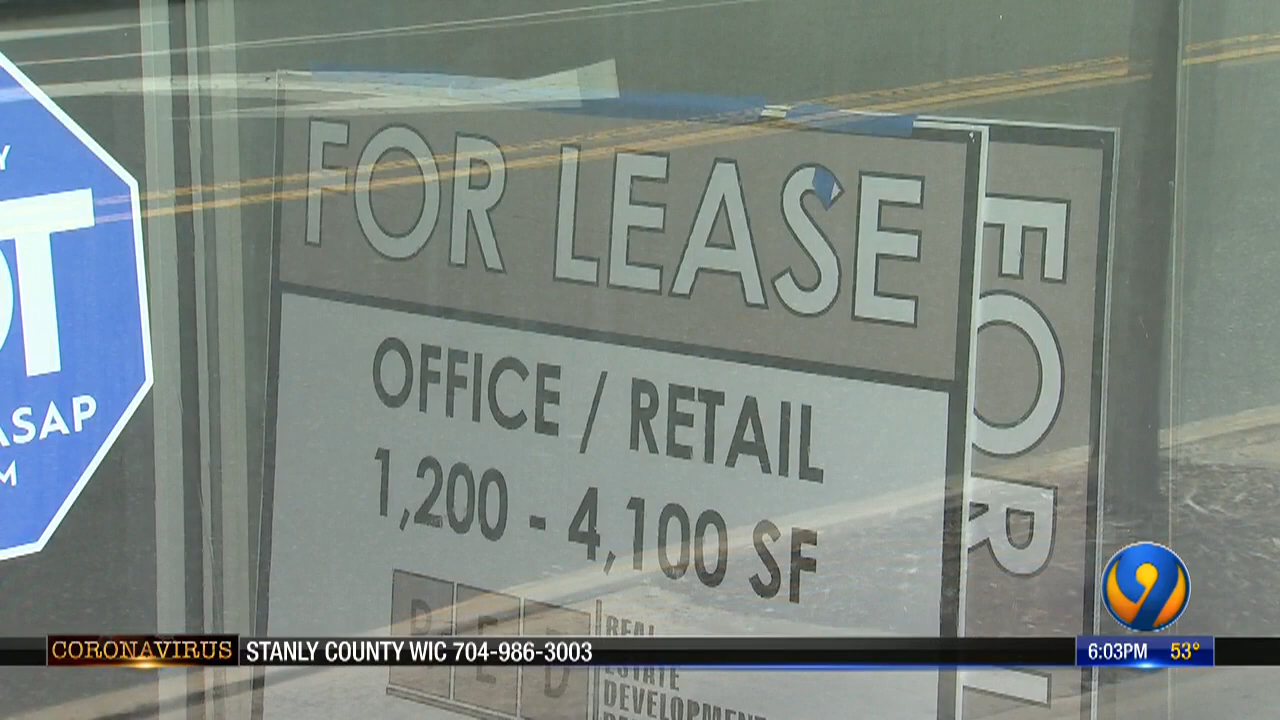 FOR LEASE
OFFICE / RETAIL
1,200 - 4,100 SF
R E D
REAL
ESTATE
DEVELOPMENT
FOR L
ASAP
9
CORONAVIRUS STANLY COUNTY WIC 704-986-3003 6:03PM 53°